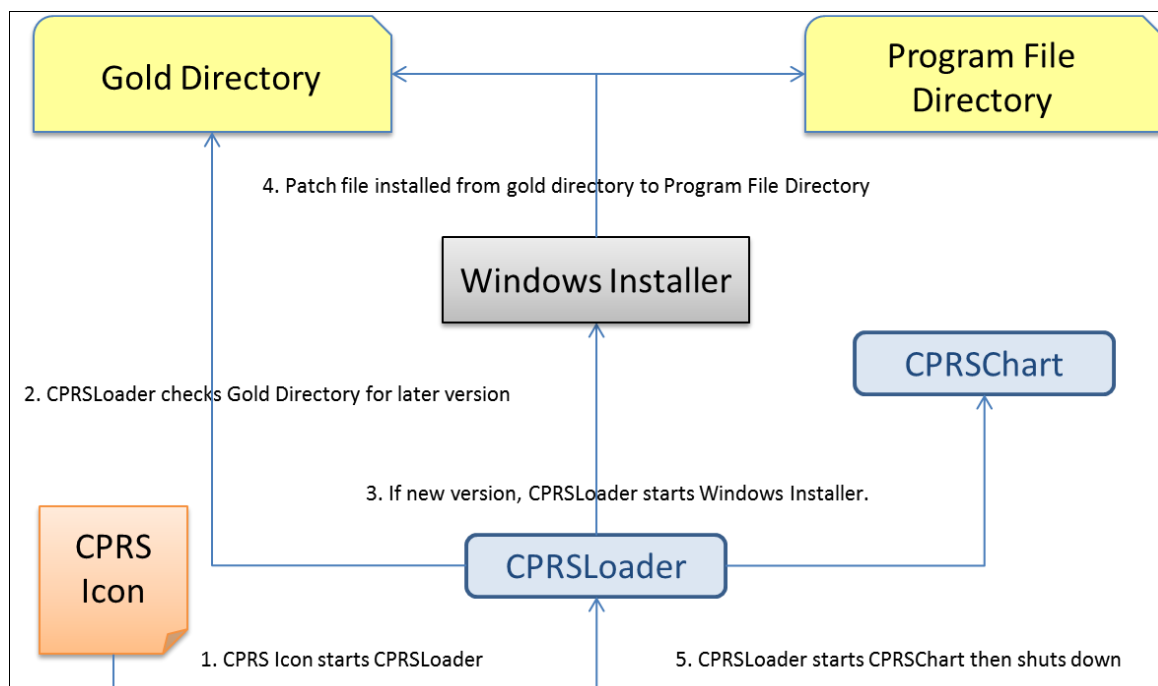 Gold Directory
Program File
Directory
4. Patch file installed from gold directory to Program File Directory
Windows Installer
CPRSChart
2. CPRSLoader checks Gold Directory for later version
3. If new version, CPRSLoader starts Windows Installer.
CPRS
Icon
CPRSLoader
1. CPRS Icon starts CPRSLoader
5. CPRSLoader starts CPRSChart then shuts down